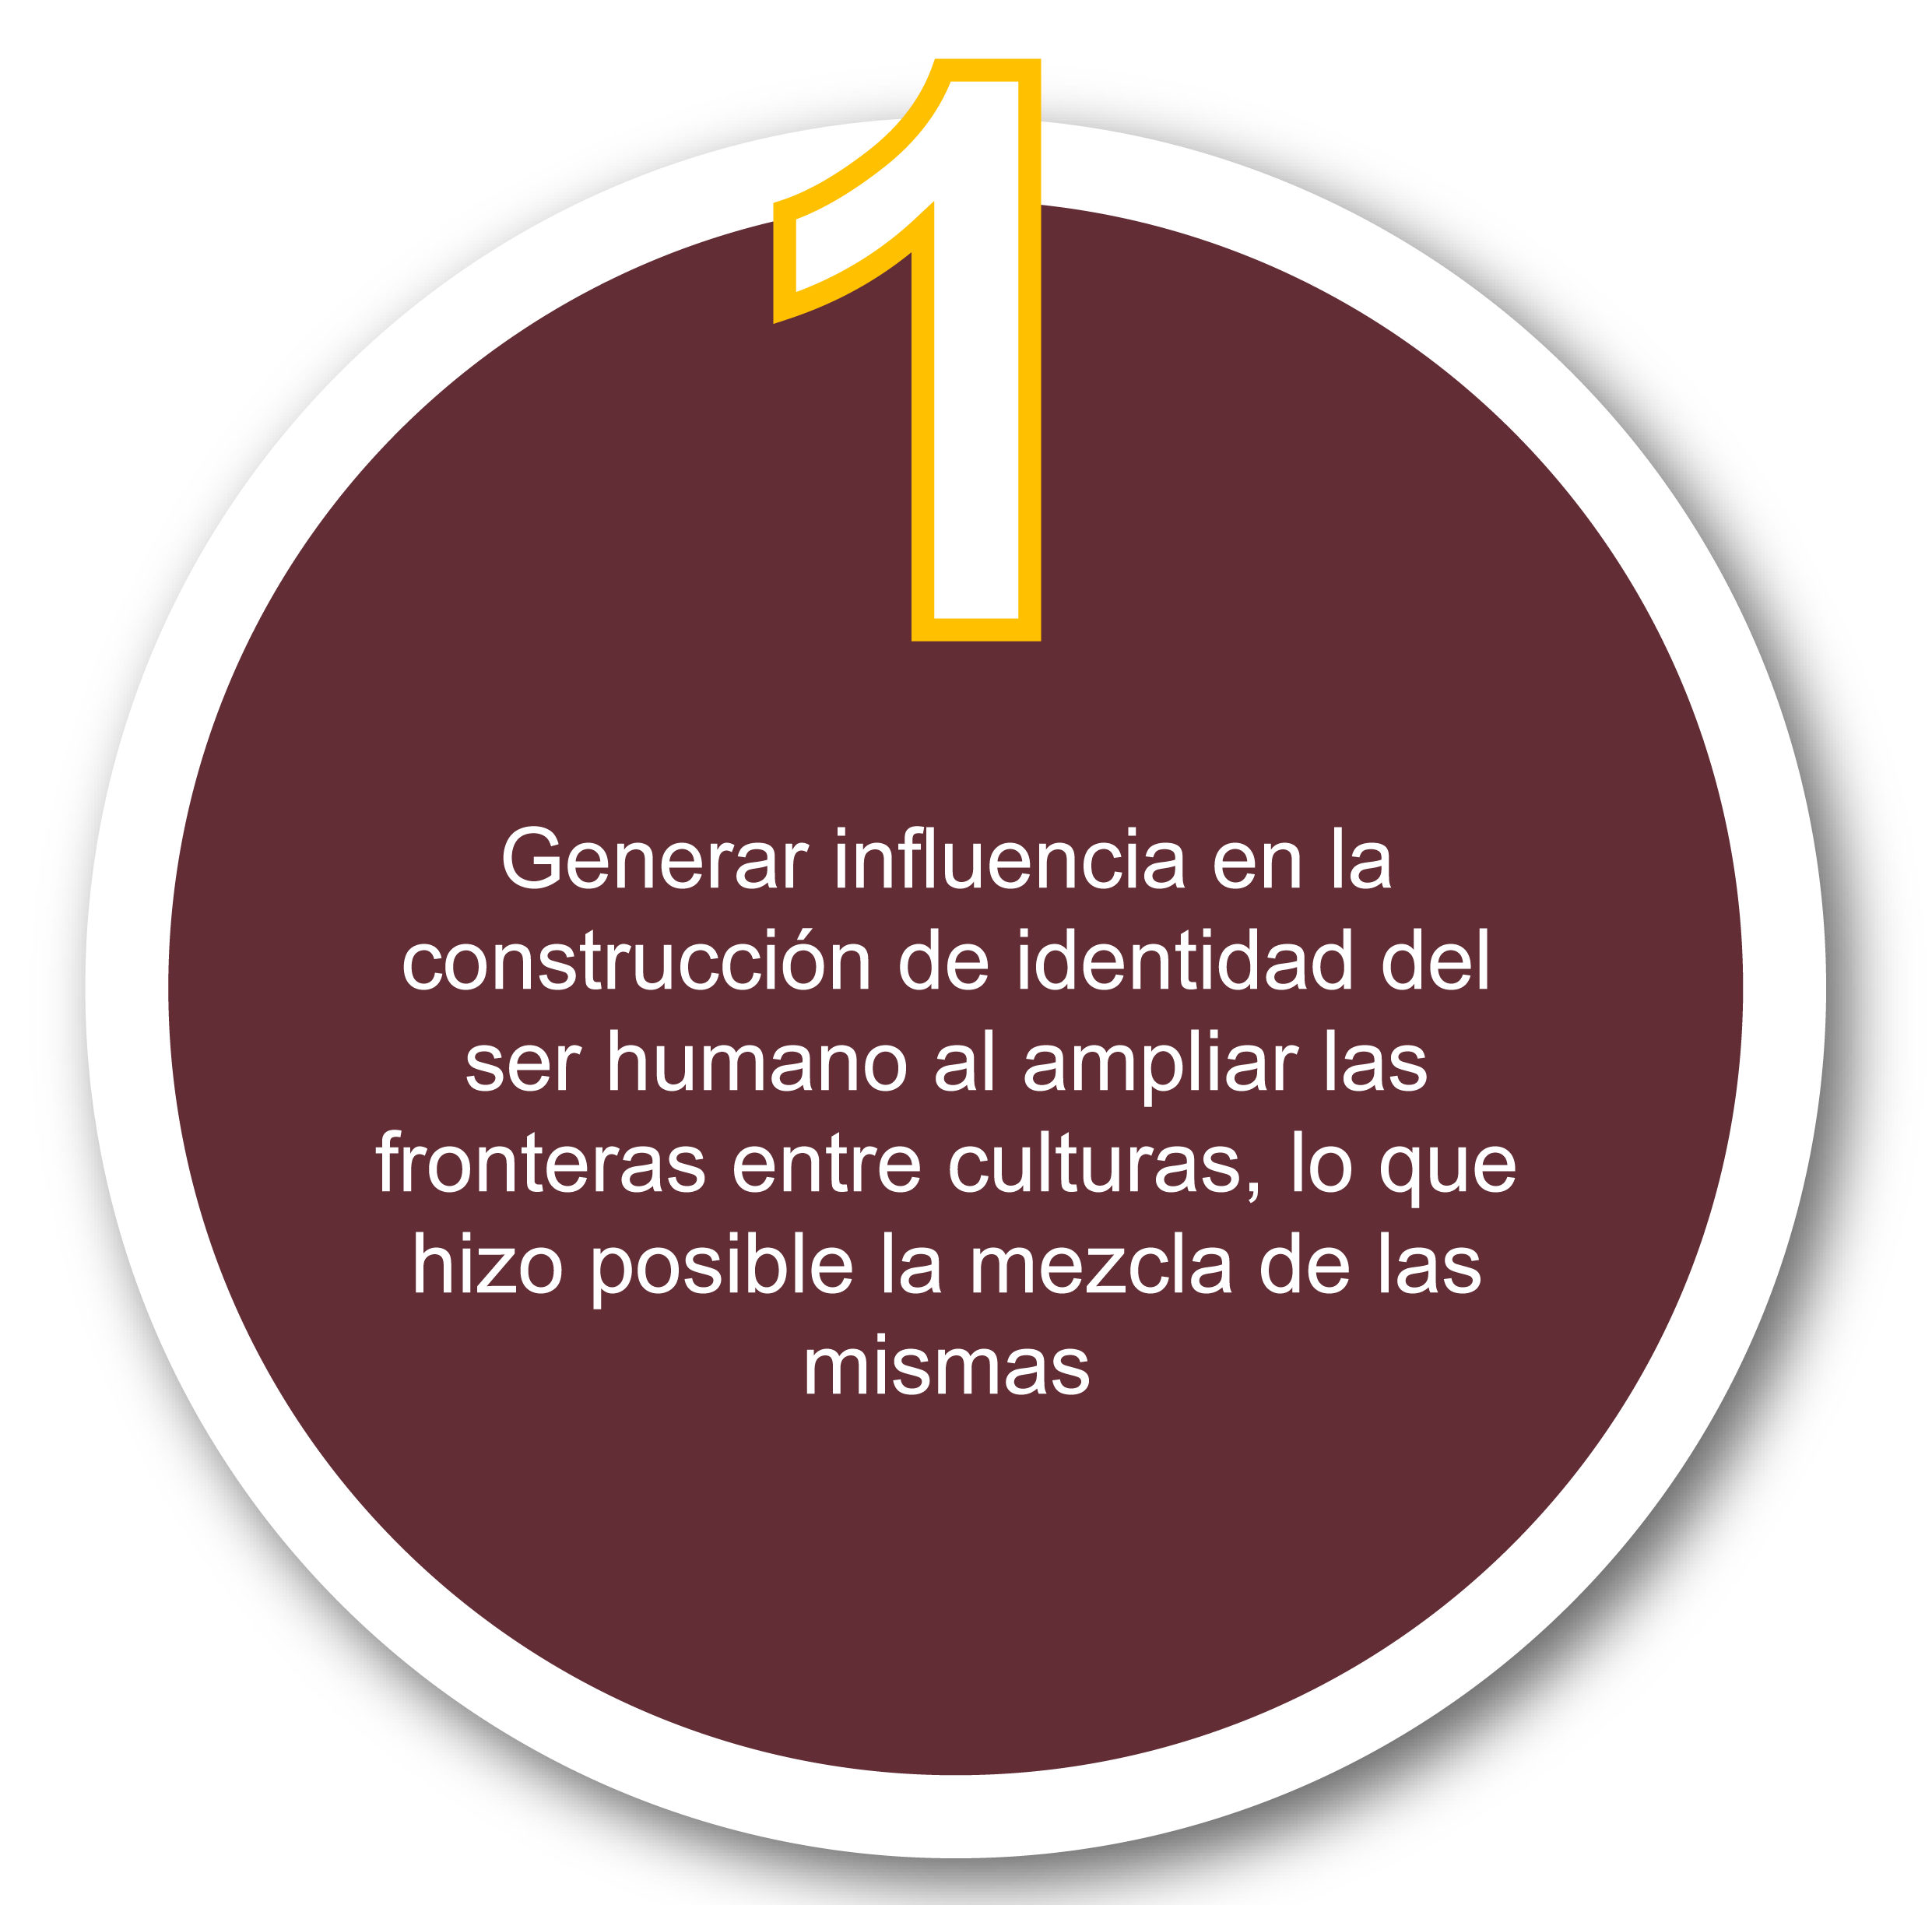 1
Generar influencia en la
construcción de identidad del
ser humano al ampliar las
fronteras entre culturas, lo que
hizo posible la mezcla de las
mismas